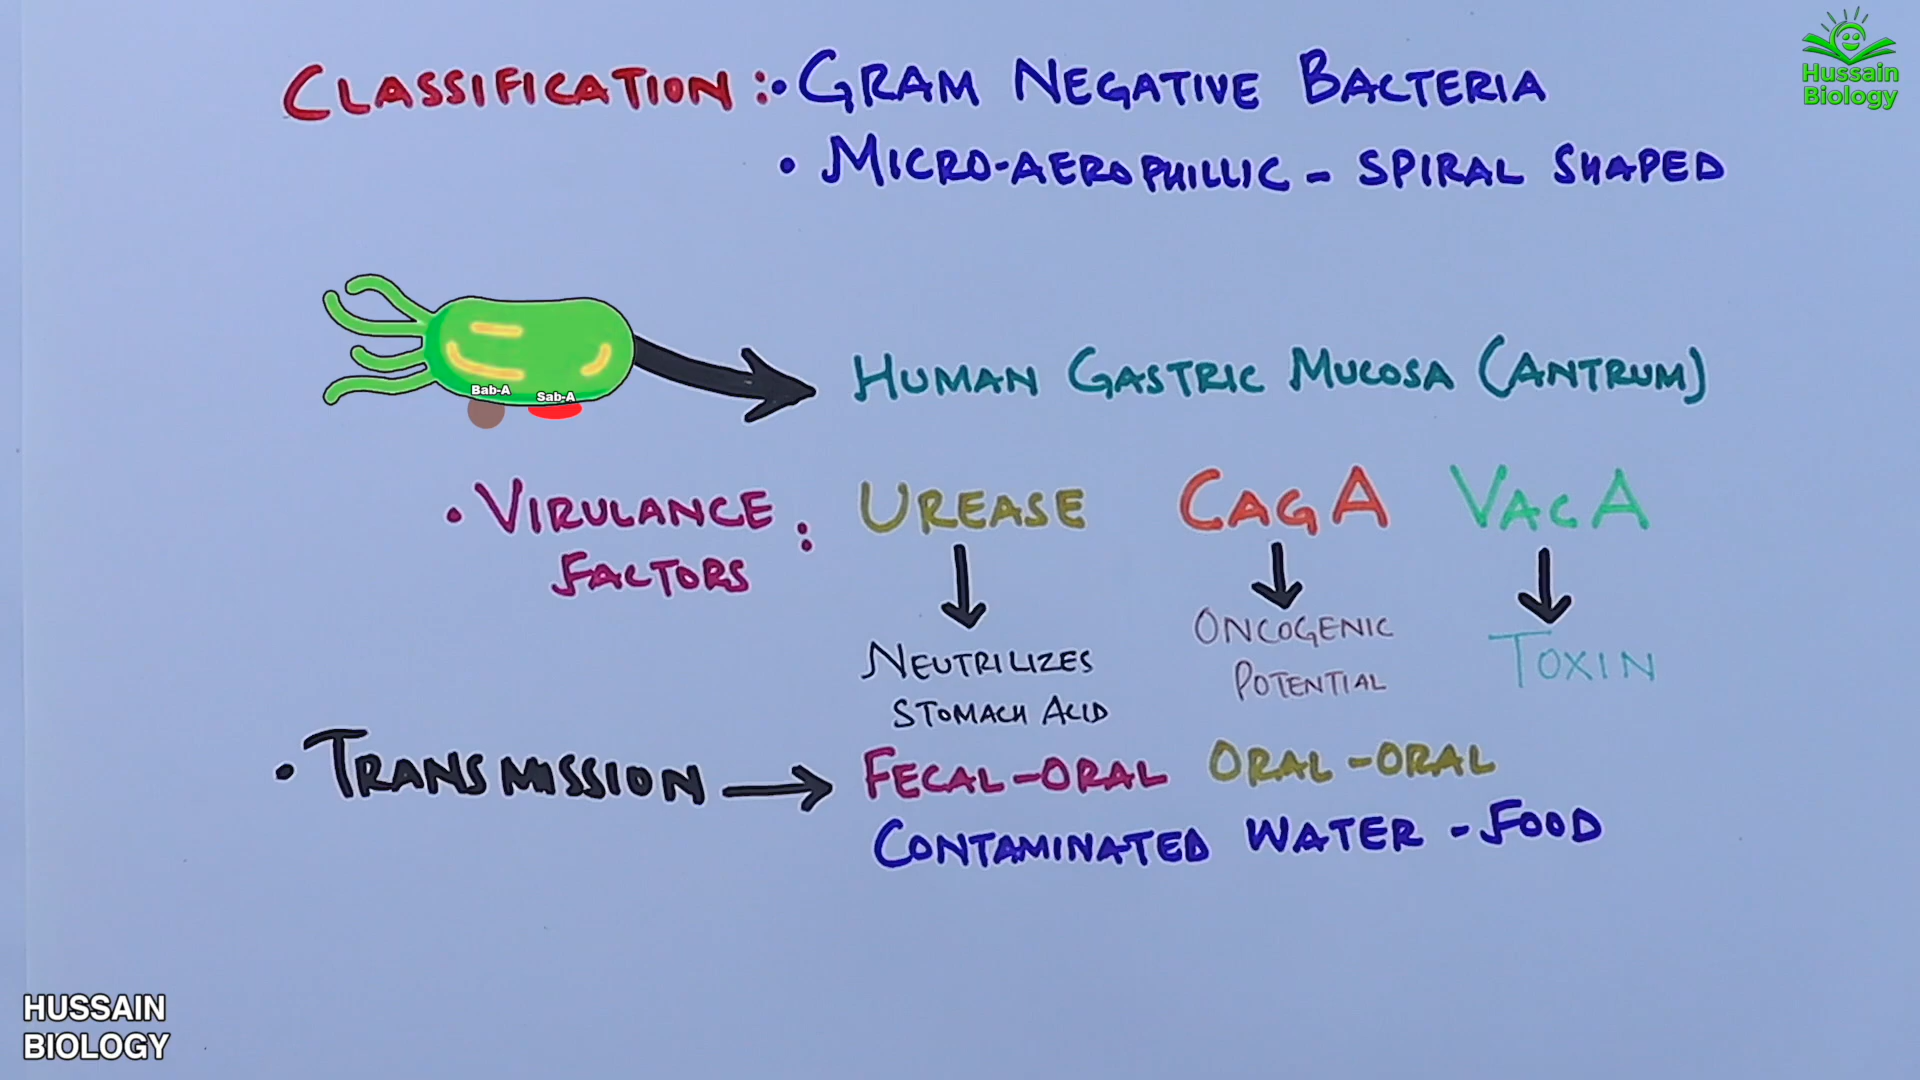 CLASSIFICATION : • GRAM NEGATIVE BACTERIA
• MICRO-AEROPHILLIC - SPIRAL SHAPED
Hussain
Biology
Bab-A
Sab-A
HUMAN GASTRIC MUCOSA (ANTRUM)
• VIRULANCE FACTORS :
UREASE
CagA
VacA
NEUTRILIZES
STOMACH ACID
ONCOGENIC
POTENTIAL
TOXIN
• TRANSMISSION → FECAL-ORAL ORAL-ORAL
CONTAMINATED WATER - FOOD
HUSSAIN
BIOLOGY